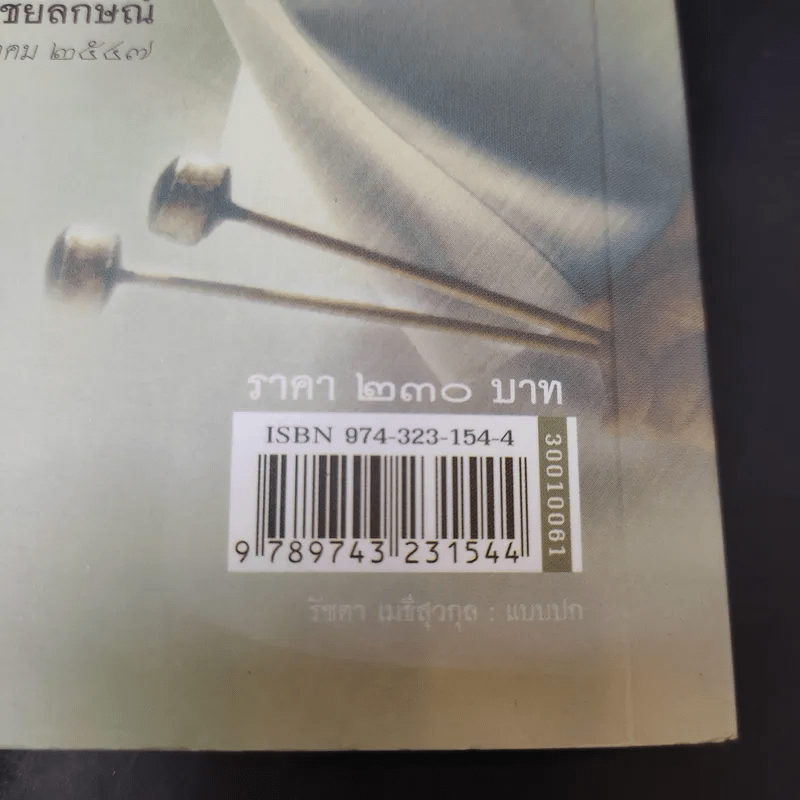 ชัยลักษณ์
าคม ๒๕๔๗
ราคา ๒๓๐ บาท
ISBN 974-323-154-4
30010061
9 789743 231544
รัชดา เมธีสุวกุล : แบบปก